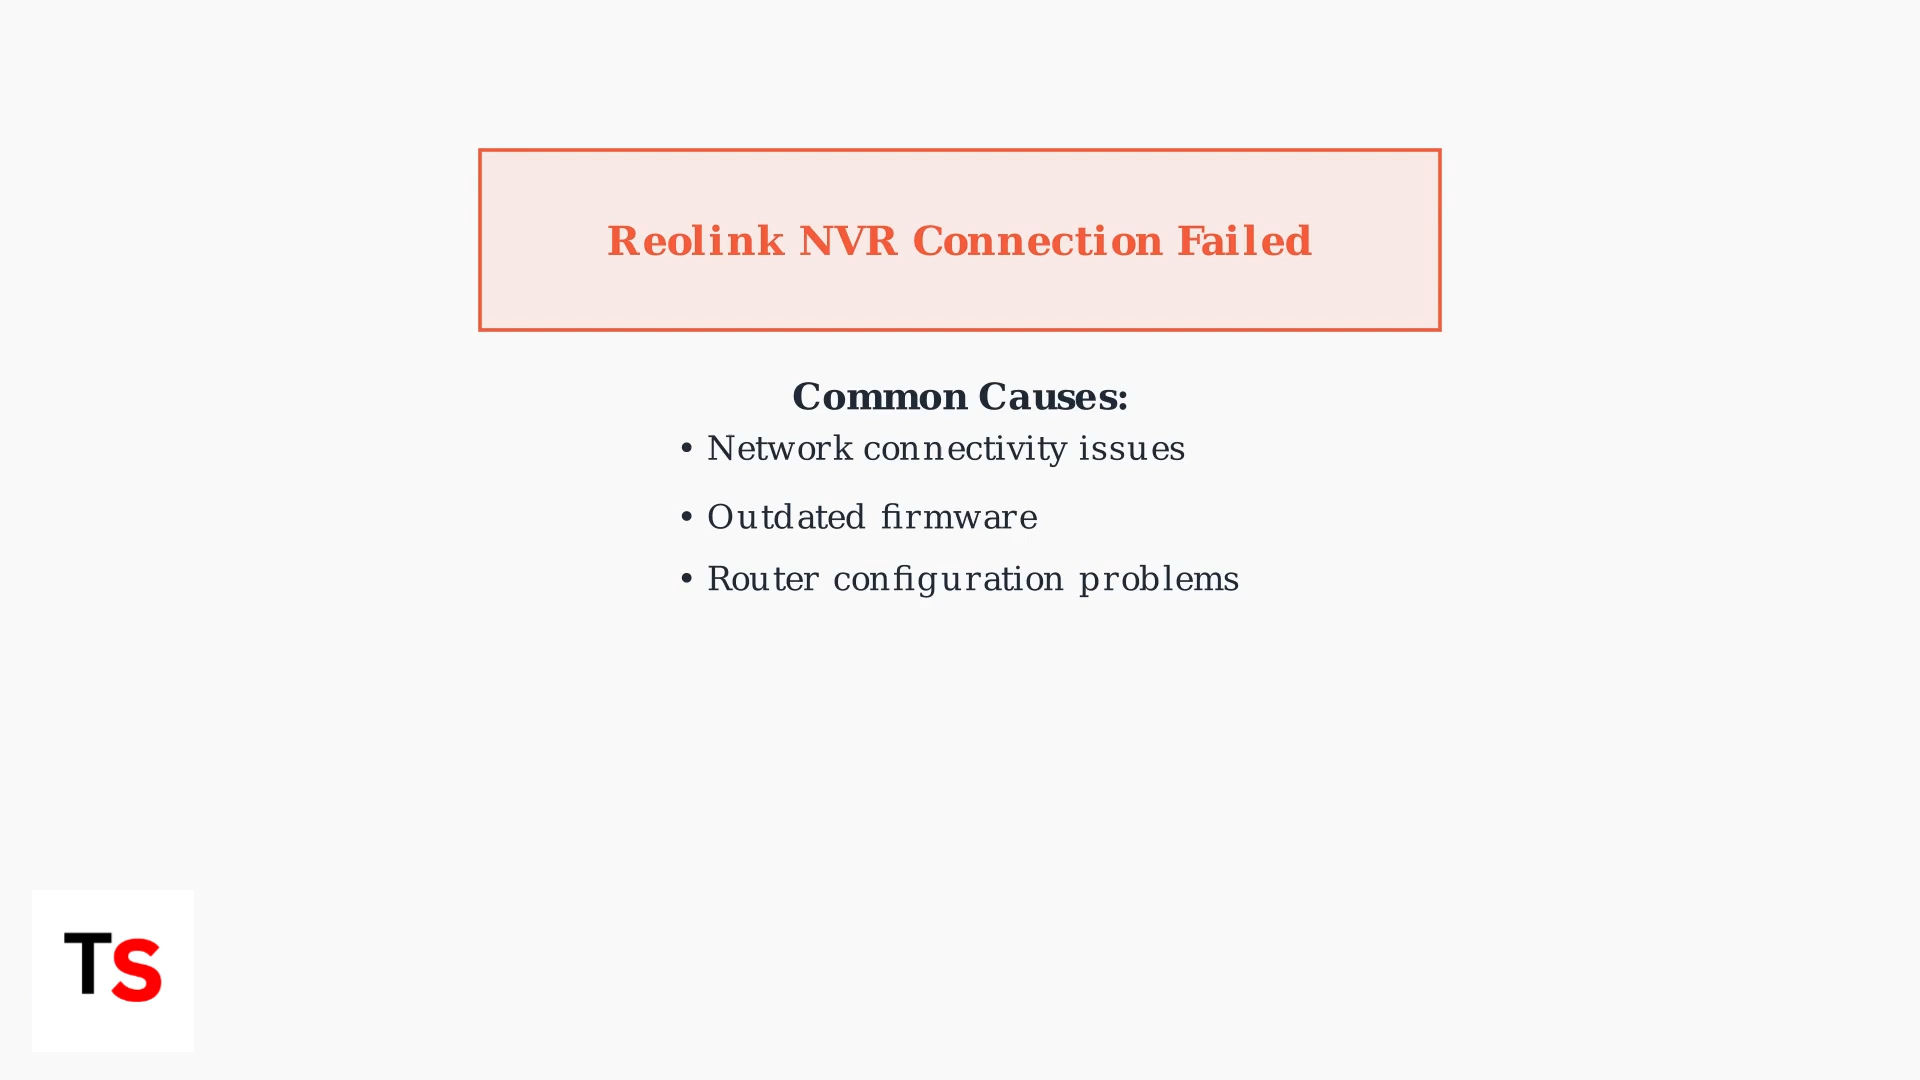 Reolink NVR Connection Failed
Common Causes:
• Network connectivity issues
• Outdated firmware
• Router configuration problems
TS